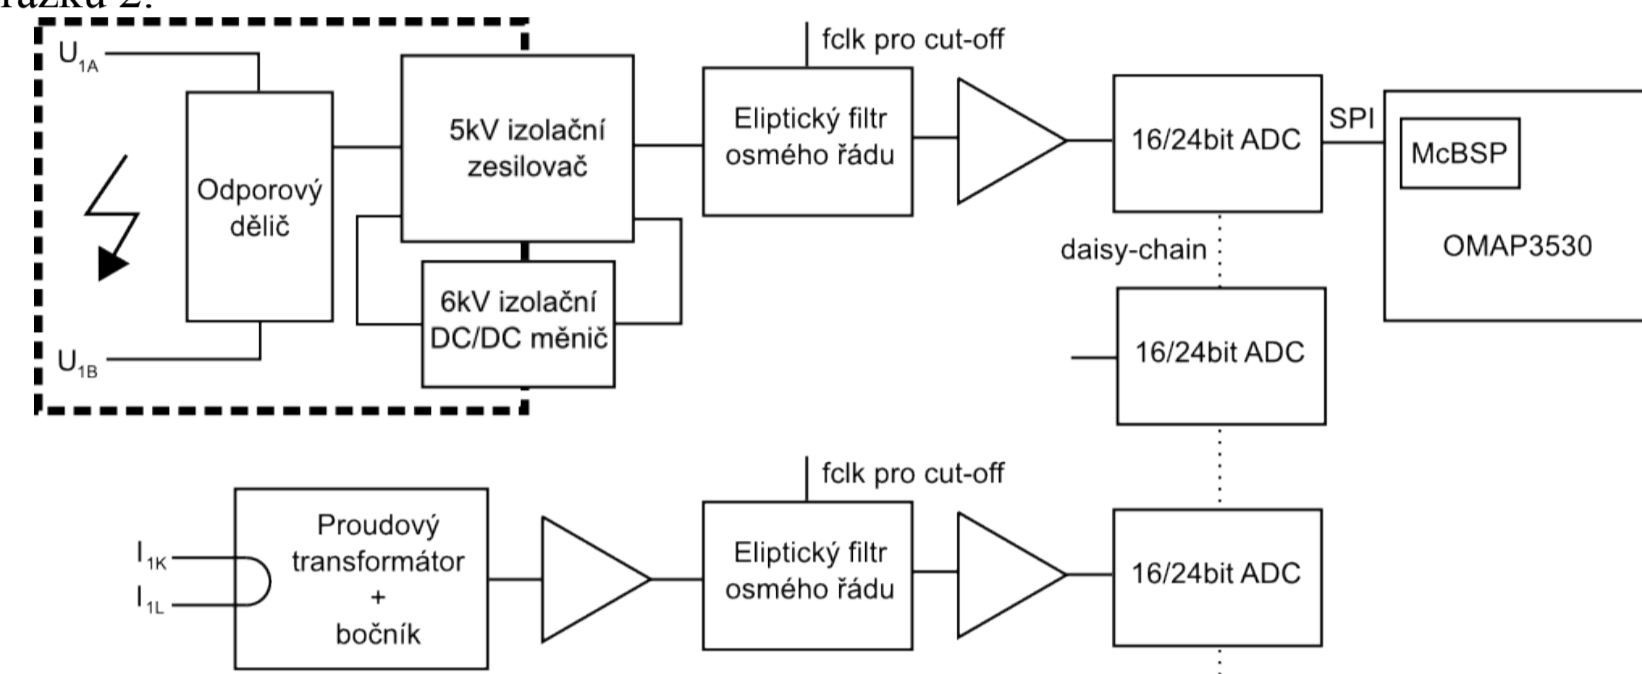 rázku 2.
U1A
fclk pro cut-off
5kV izolační
zesilovač
Eliptický filtr
osmého řádu
16/24bit ADC
SPI
McBSP
OMAP3530
Odporový
dělič
daisy-chain
6kV izolační
DC/DC měnič
U1B
16/24bit ADC
fclk pro cut-off
Proudový
transformátor
+
bočník
I1K
I1L
Eliptický filtr
osmého řádu
16/24bit ADC